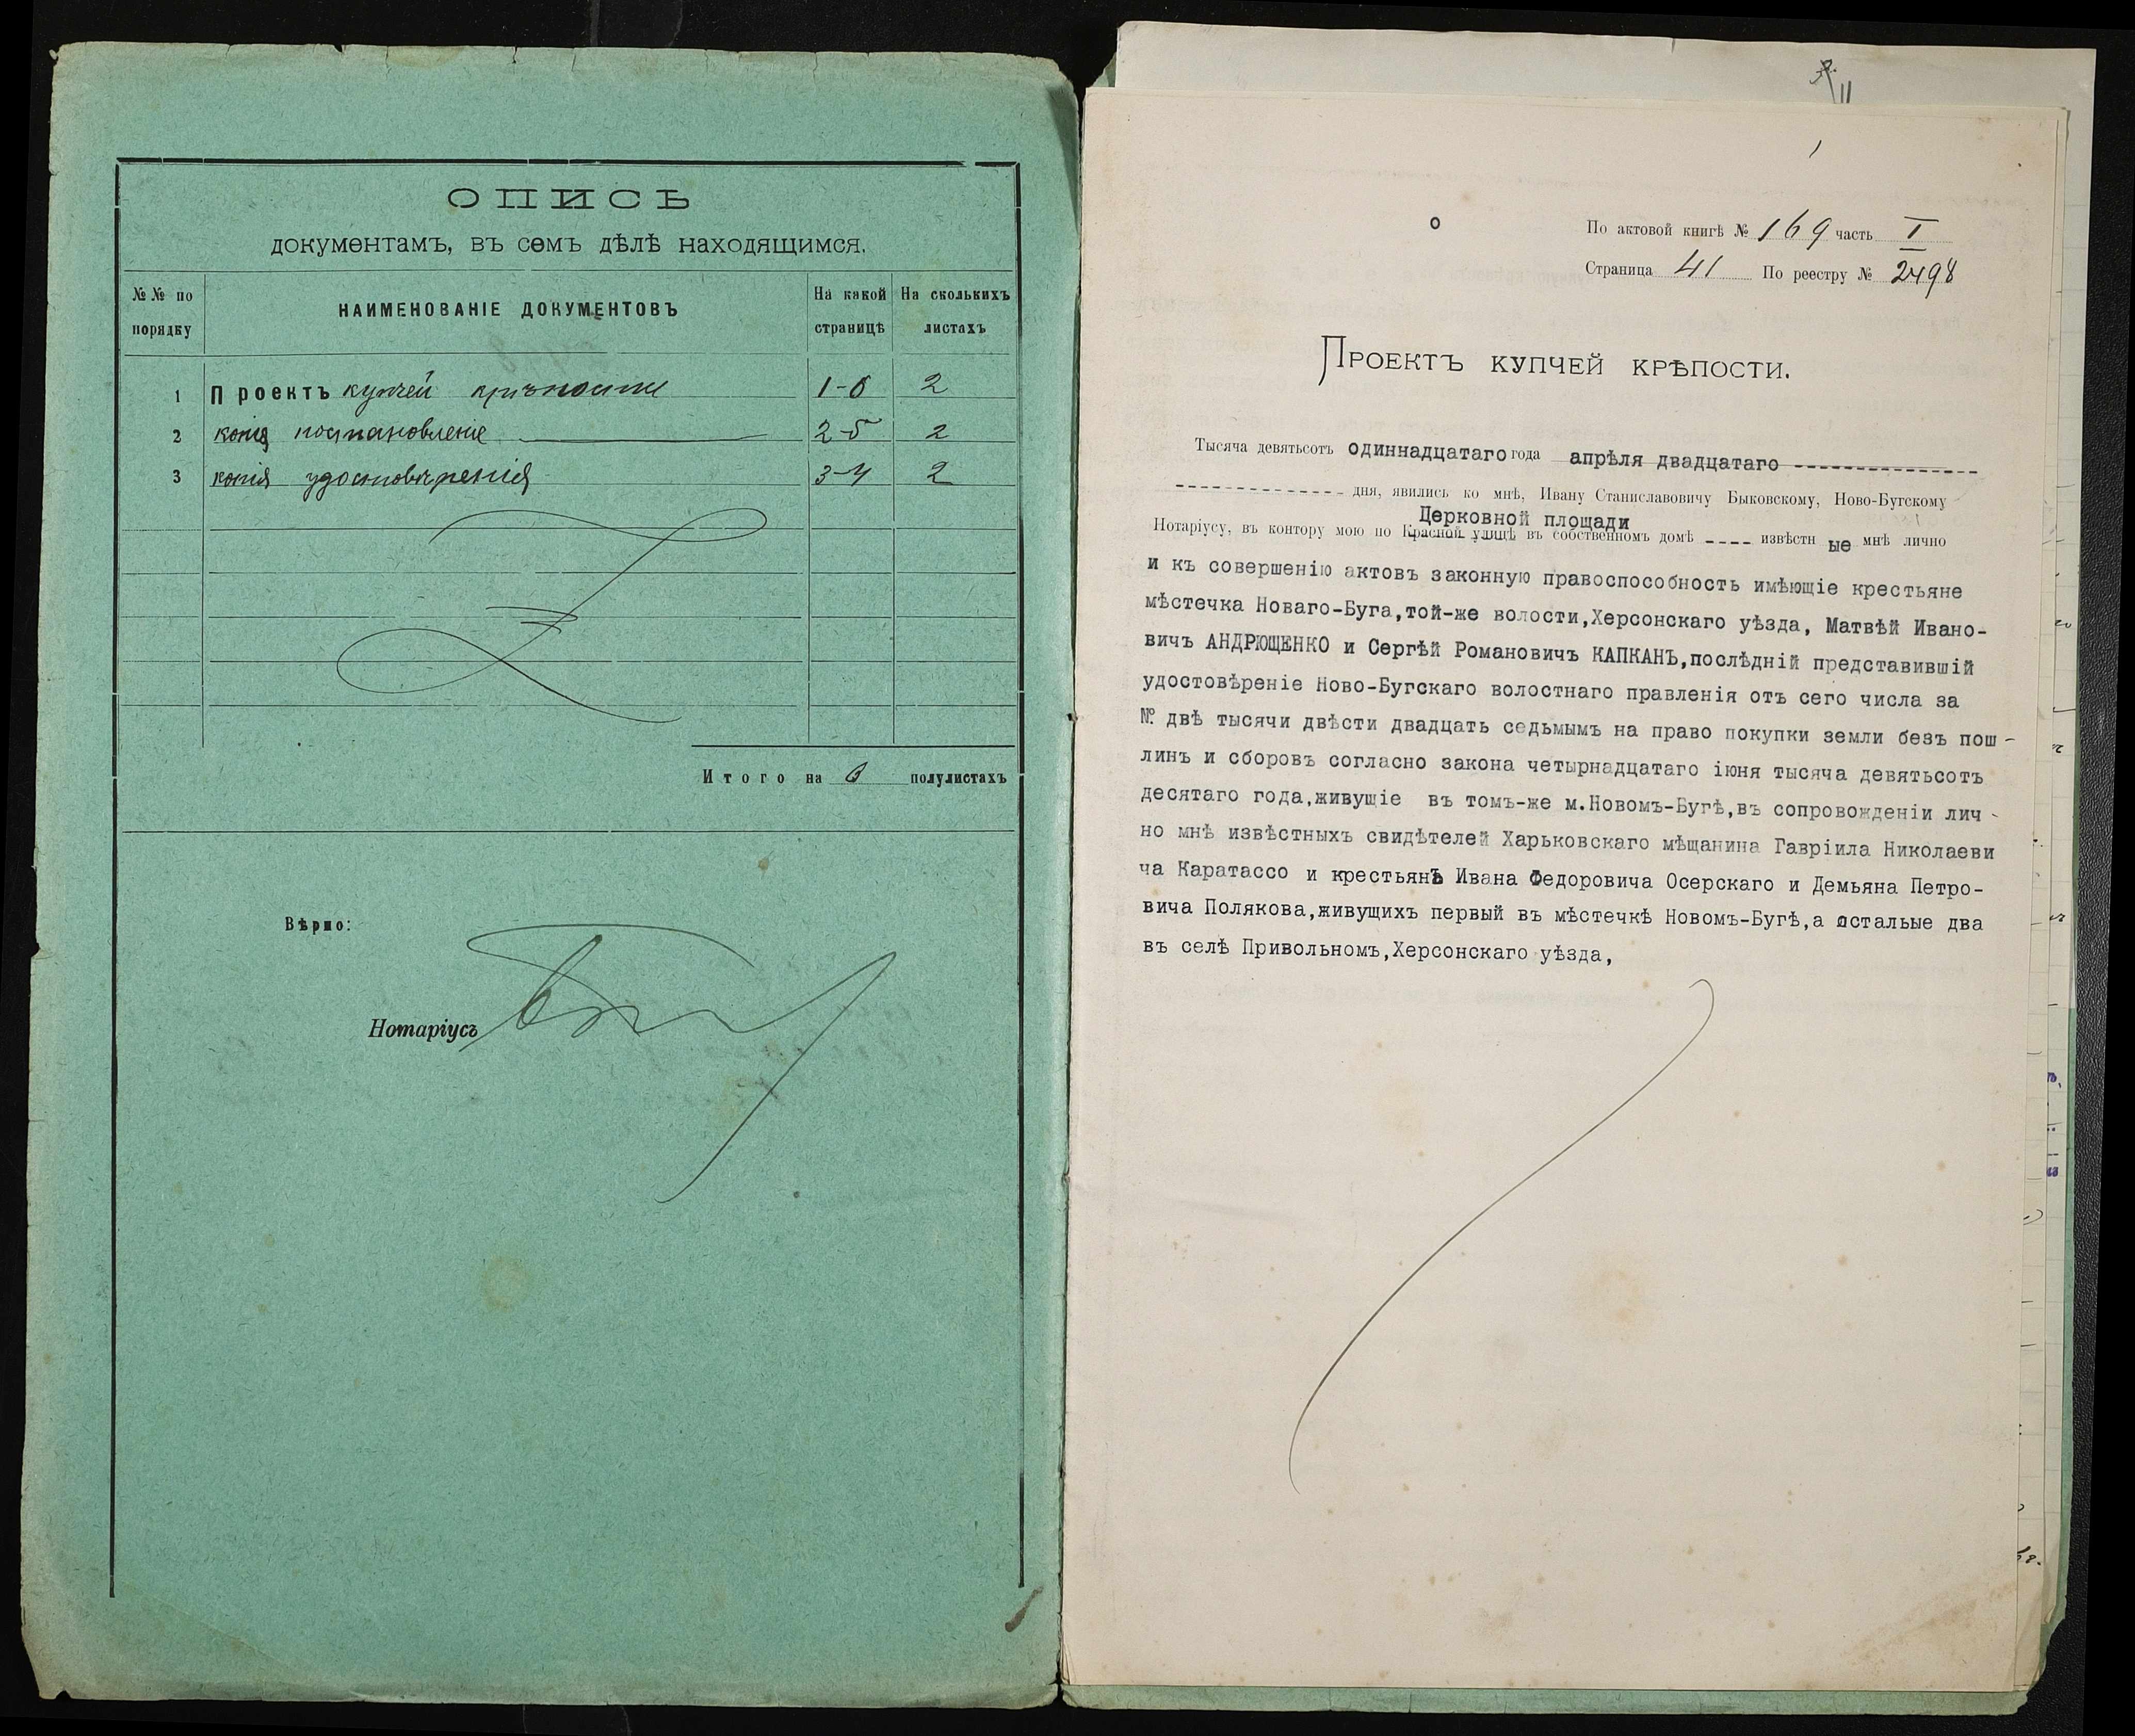 ОПИСЬ
документамъ, въ семъ дѣлѣ находящимся.
№№ по порядку
НАИМЕНОВАНІЕ ДОКУМЕНТОВЪ
На какой страницѣ
На сколькихъ листахъ
1 Проектъ купчей крѣпости 1-6 2
2 копія постановленіе 2-5 2
3 копія удостовѣренія 3-4 2
Итого на 6 полулистахъ
Вѣрно:
Нотаріусъ
1
По актовой книгѣ № 169 часть I
Страница 41 По реестру № 2498
Проектъ купчей крѣпости.
Тысяча девятьсотъ одиннадцатаго года апрѣля двадцатаго ---------------
-------------- дня, явились ко мнѣ, Ивану Станиславовичу Быковскому, Ново-Бугскому
Церковной площади
Нотаріусу, въ контору мою по Красной улицѣ въ собственномъ домѣ ---- извѣстн ые мнѣ лично
и къ совершенію актовъ законную правоспособность имѣющіе крестьяне
мѣстечка Новаго-Буга,той-же волости,Херсонскаго уѣзда, Матвѣй Ивано-
вичъ АНДРЮЩЕНКО и Сергѣй Романовичъ КАПКАНЪ,послѣдній представившій
удостовѣреніе Ново-Бугскаго волостнаго правленія отъ сего числа за
№ двѣ тысячи двѣсти двадцать седьмымъ на право покупки земли безъ пош-
линъ и сборовъ согласно закона четырнадцатаго іюня тысяча девятьсотъ
десятаго года,живущіе въ томъ-же м.Новомъ-Бугѣ,въ сопровожденіи лич-
но мнѣ извѣстныхъ свидѣтелей Харьковскаго мѣщанина Гавріила Николаеви
ча Каратассо и крестьянъ Ивана Федоровича Осерскаго и Демьяна Петро-
вича Полякова,живущихъ первый въ мѣстечкѣ Новомъ-Бугѣ,а остальые два
въ селѣ Привольномъ,Херсонскаго уѣзда,